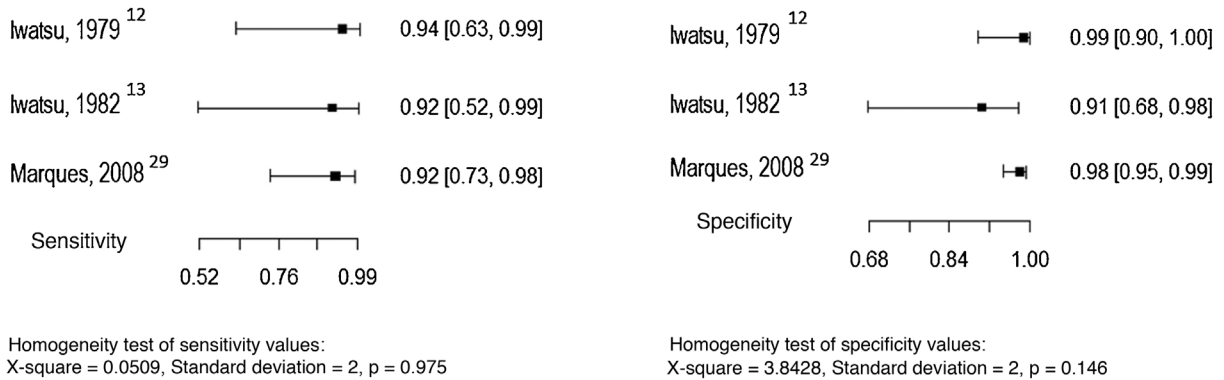 Iwatsu, 1979 12 0.94 [0.63, 0.99]
Iwatsu, 1982 13 0.92 [0.52, 0.99]
Marques, 2008 29 0.92 [0.73, 0.98]
Sensitivity
0.52 0.76 0.99
Homogeneity test of sensitivity values:
X-square = 0.0509, Standard deviation = 2, p = 0.975
Iwatsu, 1979 12 0.99 [0.90, 1.00]
Iwatsu, 1982 13 0.91 [0.68, 0.98]
Marques, 2008 29 0.98 [0.95, 0.99]
Specificity
0.68 0.84 1.00
Homogeneity test of specificity values:
X-square = 3.8428, Standard deviation = 2, p = 0.146